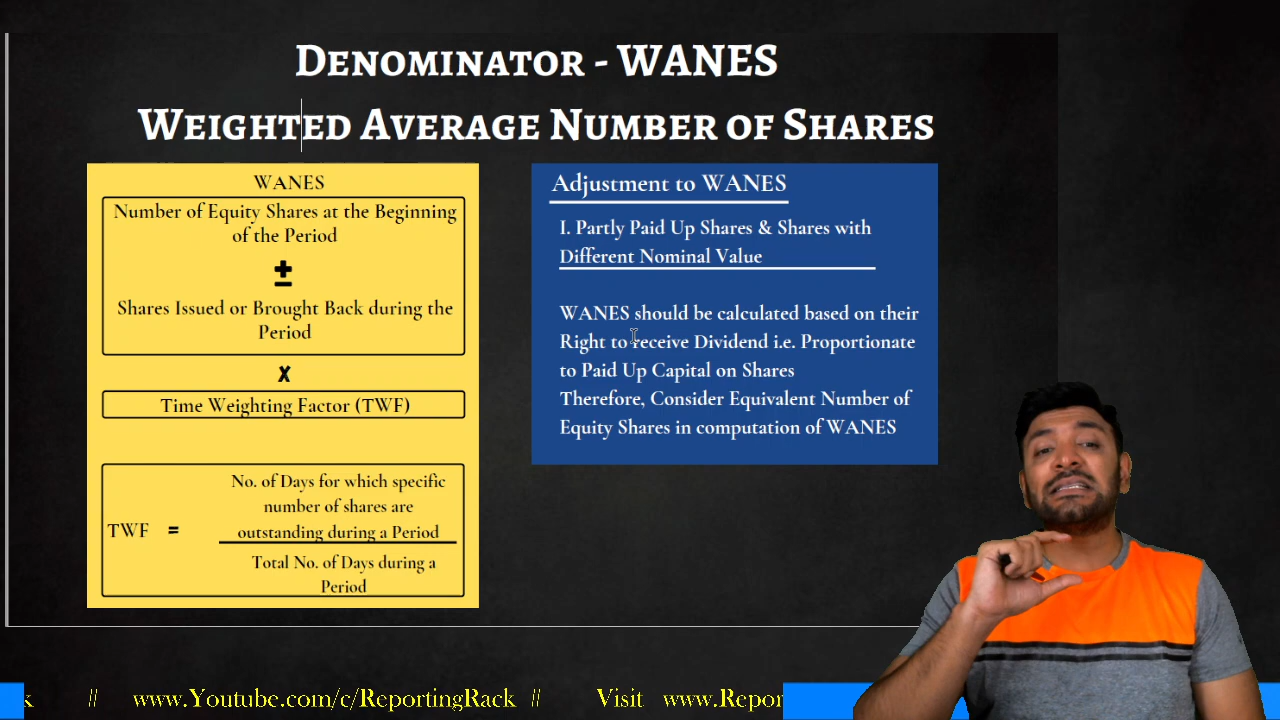 DENOMINATOR - WANES
WEIGHTED AVERAGE NUMBER OF SHARES
WANES
Number of Equity Shares at the Beginning
of the Period
±
Shares Issued or Brought Back during the
Period
X
Time Weighting Factor (TWF)
No. of Days for which specific
number of shares are
outstanding during a Period
TWF =
Total No. of Days during a
Period
Adjustment to WANES
I. Partly Paid Up Shares & Shares with
Different Nominal Value
WANES should be calculated based on their
Right to receive Dividend i.e. Proportionate
to Paid Up Capital on Shares
Therefore, Consider Equivalent Number of
Equity Shares in computation of WANES
k // www.Youtube.com/c/ReportingRack // Visit www.Repor